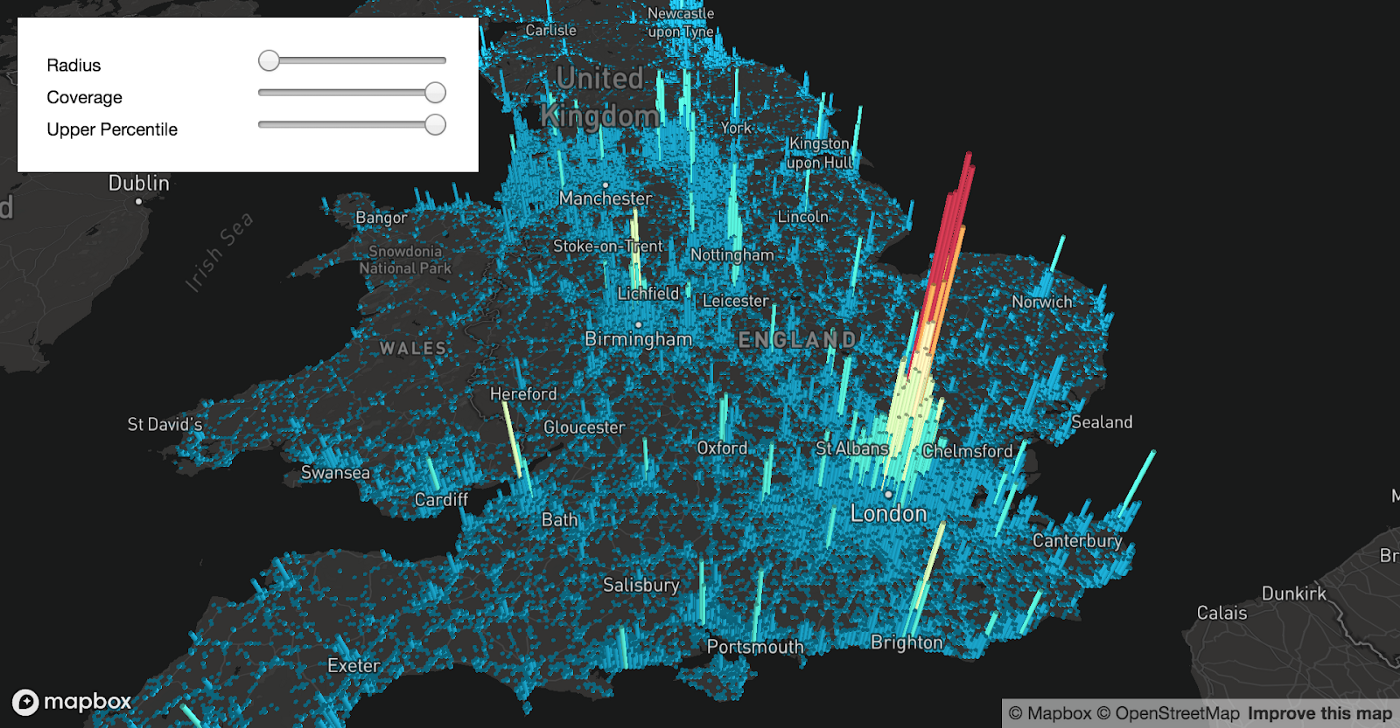 Radius
Coverage
Upper Percentile
Carlisle
Newcastle
upon Tyne
United
Kingdom
York
Kingston
upon Hull
Dublin
d
Irish Sea
Bangor
Snowdonia
National Park
Manchester
Lincoln
Stoke-on-Trent
Nottingham
Lichfield
Leicester
Norwich
Birmingham
ENGLAND
WALES
Hereford
Gloucester
St David's
Sealand
Oxford
St Albans
Chelmsford
Swansea
Cardiff
London
Bath
Canterbury
Salisbury
Dunkirk
Calais
Br
M
Portsmouth
Brighton
Exeter
mapbox
© Mapbox © OpenStreetMap Improve this map